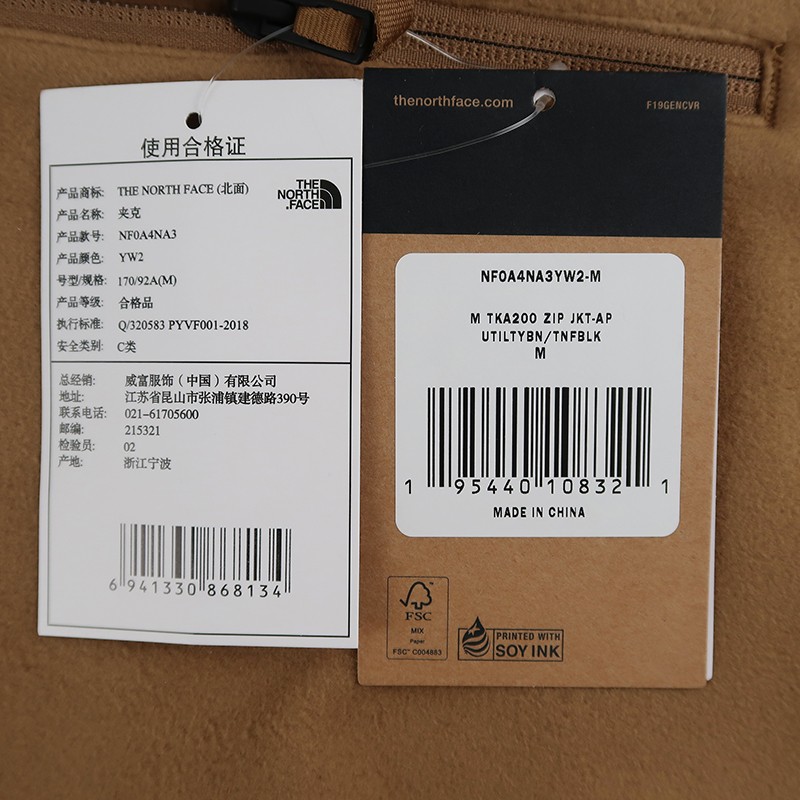 使用合格证
产品商标: THE NORTH FACE (北面)
产品名称: 夹克
产品款号: NF0A4NA3
产品颜色: YW2
号型/规格: 170/92A(M)
产品等级: 合格品
执行标准: Q/320583 PYVF001-2018
安全类别: C类
THE
NORTH
FACE
总经销: 威富服饰（中国）有限公司
地址: 江苏省昆山市张浦镇建德路390号
联系电话: 021-61705600
邮编: 215321
检验员: 02
产地: 浙江宁波
6 941330 868134
thenorthface.com
F19GENCVR
NF0A4NA3YW2-M
M TKA200 ZIP JKT-AP
UTILTYBN/TNFBLK
M
1 95440 10832 1
MADE IN CHINA
FSC
MIX
Paper
FSC™ C004883
PRINTED WITH
SOY INK